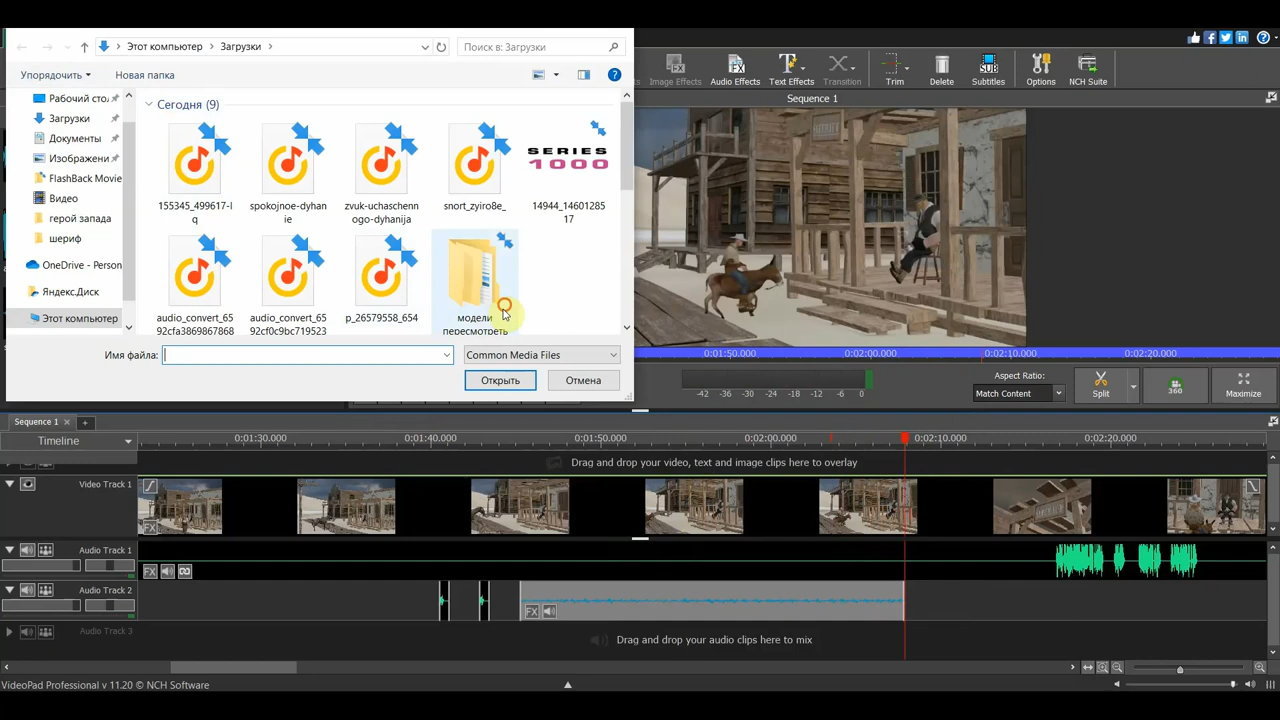 Этот компьютер
Загрузки
Поиск в: Загрузки
Упорядочить
Новая папка
Рабочий стол
Загрузки
Документы
Изображени
FlashBack Movie
Видео
герой запада
шериф
OneDrive - Person
Яндекс.Диск
Этот компьютер
Сегодня (9)
155345_499617-l
q
spokojnoe-dyhan
ie
zvuk-uchaschenn
ogo-dyhanija
snort_zyiro8e_
SERIES
1000
14944_14601285
17
audio_convert_65
92cfa3869867868
audio_convert_65
92cf0c9bc719523
p_26579558_654
модели
пересмотреть
Имя файла:
Common Media Files
Открыть
Отмена
Image Effects
Audio Effects
Text Effects
Transition
Trim
Delete
SUB
Subtitles
Options
NCH Suite
Sequence 1
HATTERY
0:01:50.000
0:02:00.000
0:02:10.000
0:02:20.000
-42
-36
-30
-24
-18
-12
-6
0
Aspect Ratio:
Match Content
Split
360
Maximize
Sequence 1
Timeline
0:01:30.000
0:01:40.000
0:01:50.000
0:02:00.000
0:02:10.000
0:02:20.000
Drag and drop your video, text and image clips here to overlay
Video Track 1
FX
Audio Track 1
FX
Audio Track 2
FX
Audio Track 3
Drag and drop your audio clips here to mix
VideoPad Professional v 11.20 © NCH Software